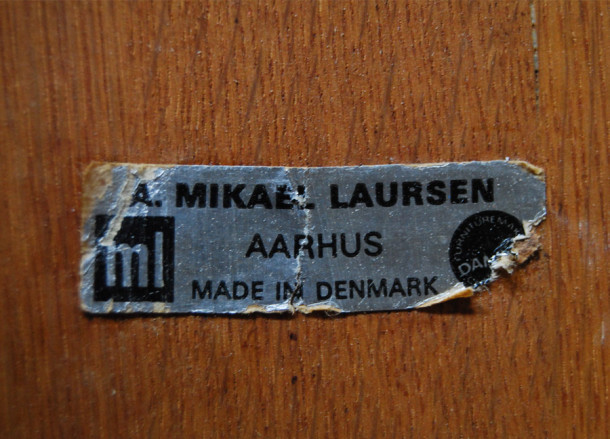 A. MIKAEL LAURSEN
AARHUS
ml
MADE IN DENMARK